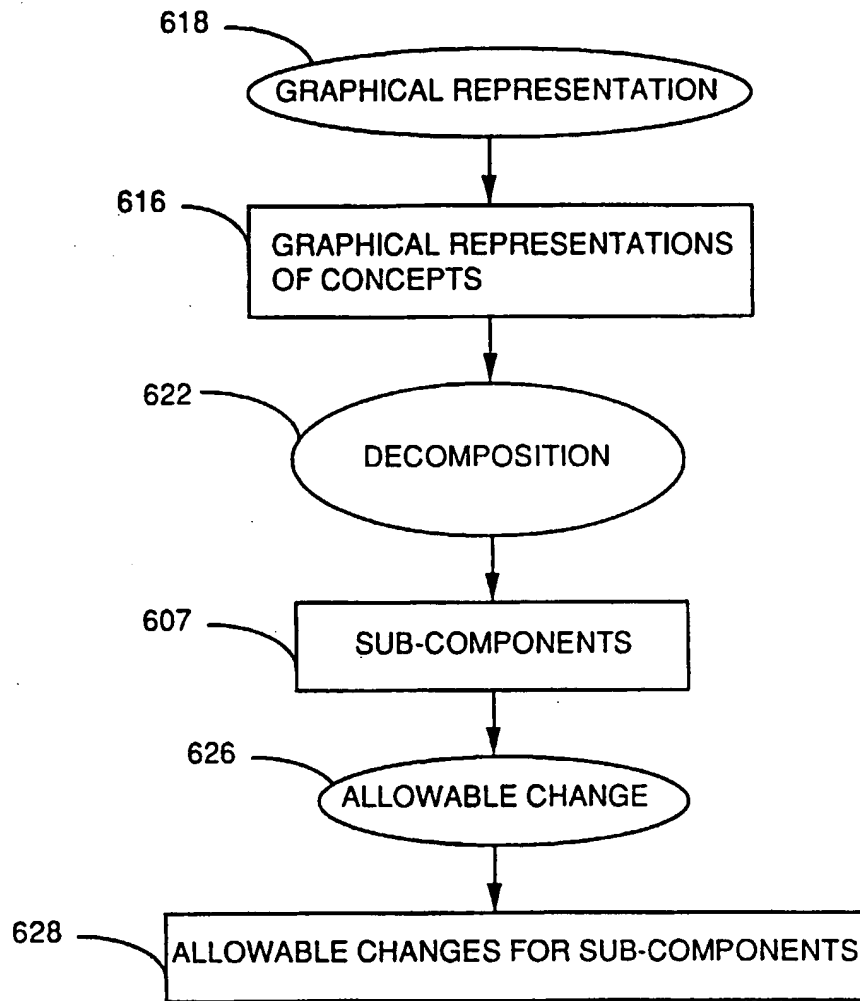 618
GRAPHICAL REPRESENTATION
616
GRAPHICAL REPRESENTATIONS
OF CONCEPTS
622
DECOMPOSITION
607
SUB-COMPONENTS
626
ALLOWABLE CHANGE
628
ALLOWABLE CHANGES FOR SUB-COMPONENTS